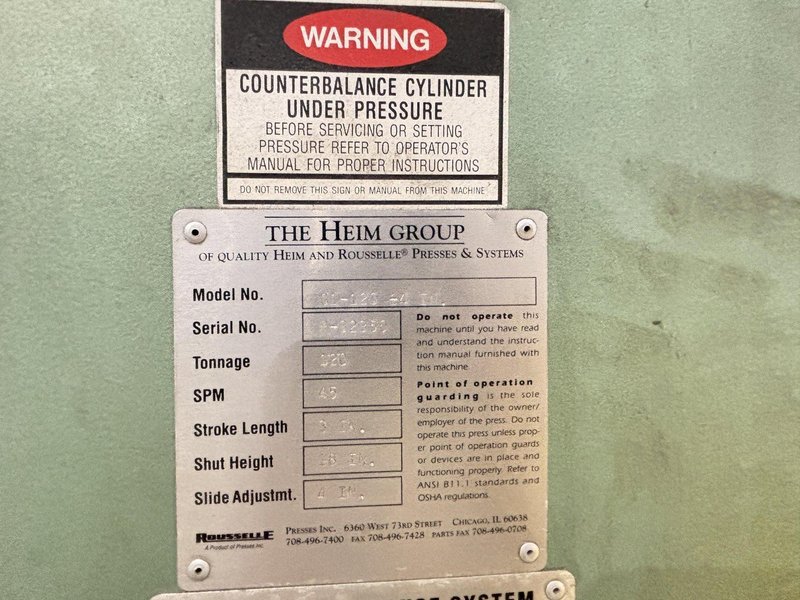 WARNING
COUNTERBALANCE CYLINDER
UNDER PRESSURE
BEFORE SERVICING OR SETTING
PRESSURE REFER TO OPERATOR'S
MANUAL FOR PROPER INSTRUCTIONS
DO NOT REMOVE THIS SIGN OR MANUAL FROM THIS MACHINE
THE HEIM GROUP
OF QUALITY HEIM AND ROUSSELLE® PRESSES & SYSTEMS
Model No.
Serial No.
Tonnage
SPM 45
Stroke Length IN.
Shut Height IN.
Slide Adjustmt. 4 IN.
Do not operate this
machine until you have read
and understand the instruc-
tion manual furnished with
this machine.
Point of operation
guarding is the sole
responsibility of the owner/
employer of the press. Do not
operate this press unless prop-
er point of operation guards
or devices are in place and
functioning properly. Refer to
ANSI B11.1 standards and
OSHA regulations.
ROUSSELLE
A Product of Presses Inc.
PRESSES INC. 6360 WEST 73RD STREET CHICAGO, IL 60638
708-496-7400 FAX 708-496-7428 PARTS FAX 708-496-0708
SYSTEM